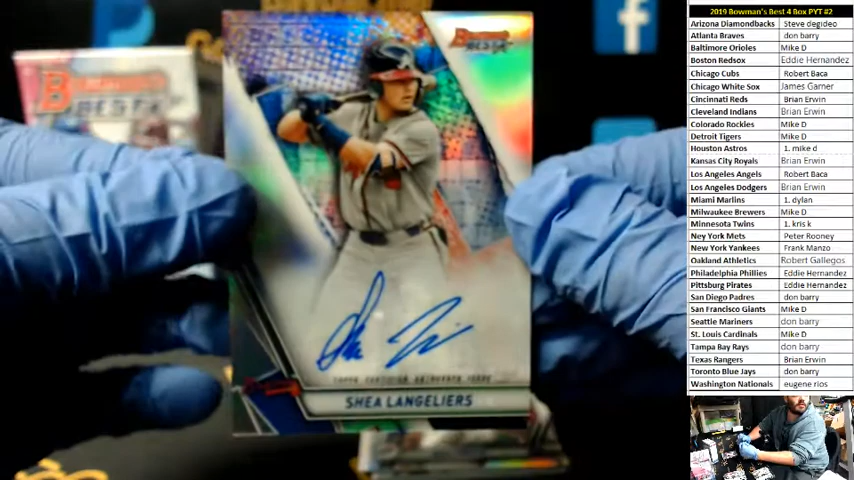 BOWMAN'S
BEST
TOPPS CERTIFIED AUTOGRAPH ISSUE
SHEA LANGELIERS
2019 Bowman's Best 4 Box PYT #2
Arizona Diamondbacks Steve degideo
Atlanta Braves don barry
Baltimore Orioles Mike D
Boston Redsox Eddie Hernandez
Chicago Cubs Robert Baca
Chicago White Sox James Garner
Cincinnati Reds Brian Erwin
Cleveland Indians Brian Erwin
Colorado Rockies Mike D
Detroit Tigers Mike D
Houston Astros 1. mike d
Kansas City Royals Brian Erwin
Los Angeles Angels Robert Baca
Los Angeles Dodgers Brian Erwin
Miami Marlins 1. dylan
Milwaukee Brewers Mike D
Minnesota Twins 1. kris k
Ney York Mets Peter Rooney
New York Yankees Frank Manzo
Oakland Athletics Robert Gallegos
Philadelphia Phillies Eddie Hernandez
Pittsburg Pirates Eddie Hernandez
San Diego Padres don barry
San Francisco Giants Mike D
Seattle Mariners don barry
St. Louis Cardinals Mike D
Tampa Bay Rays don barry
Texas Rangers Brian Erwin
Toronto Blue Jays don barry
Washington Nationals eugene rios